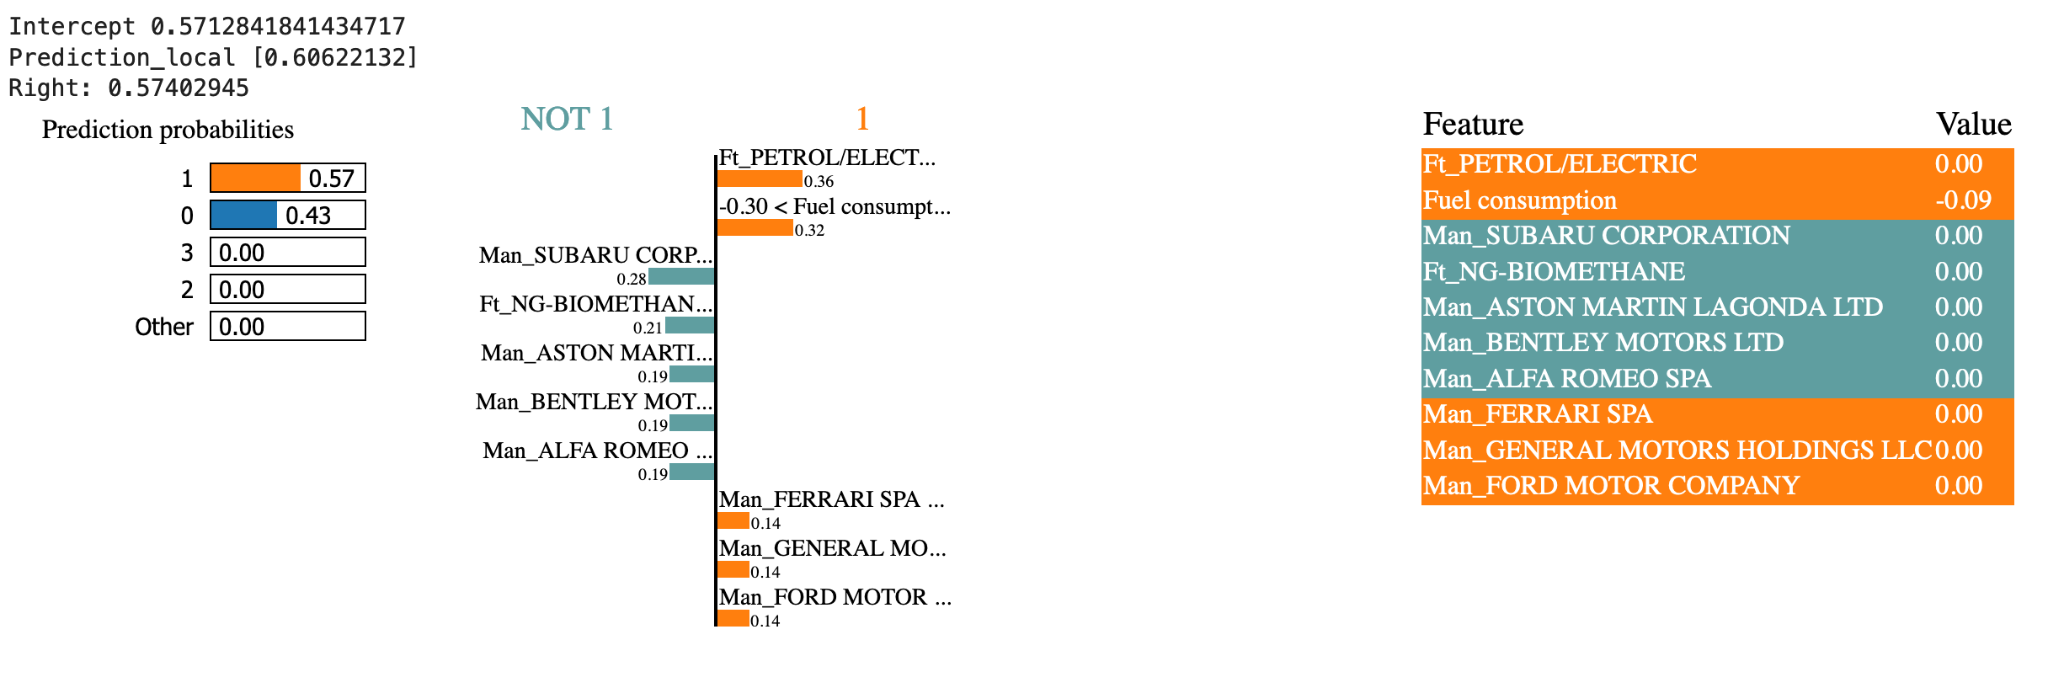 Intercept 0.5712841841434717
Prediction_local [0.60622132]
Right: 0.57402945
Prediction probabilities
1 0.57
0 0.43
3 0.00
2 0.00
Other 0.00
NOT 1 1
Ft_PETROL/ELECT...
0.36
-0.30 < Fuel consumpt...
0.32
Man_SUBARU CORP...
0.28
Ft_NG-BIOMETHAN...
0.21
Man_ASTON MARTI...
0.19
Man_BENTLEY MOT...
0.19
Man_ALFA ROMEO ...
0.19
Man_FERRARI SPA ...
0.14
Man_GENERAL MO...
0.14
Man_FORD MOTOR ...
0.14
Feature Value
Ft_PETROL/ELECTRIC 0.00
Fuel consumption -0.09
Man_SUBARU CORPORATION 0.00
Ft_NG-BIOMETHANE 0.00
Man_ASTON MARTIN LAGONDA LTD 0.00
Man_BENTLEY MOTORS LTD 0.00
Man_ALFA ROMEO SPA 0.00
Man_FERRARI SPA 0.00
Man_GENERAL MOTORS HOLDINGS LLC 0.00
Man_FORD MOTOR COMPANY 0.00